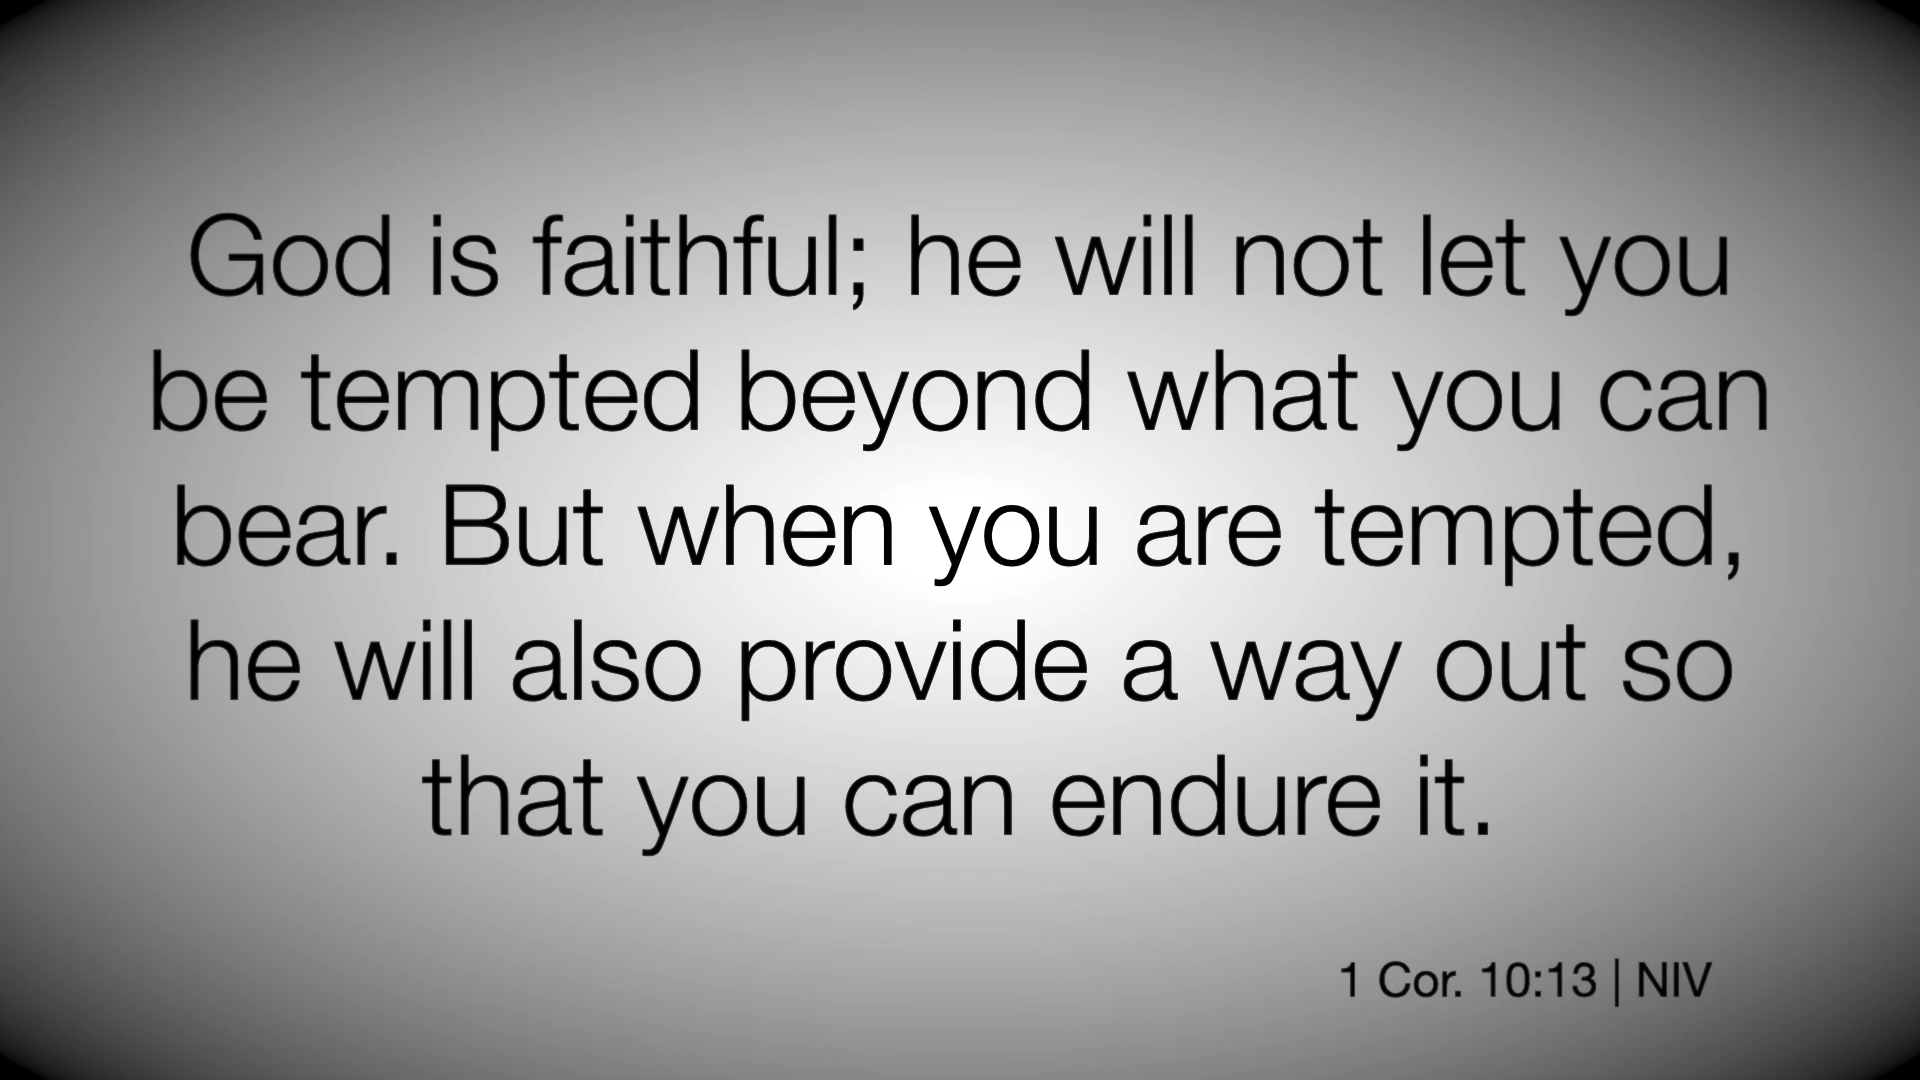 God is faithful; he will not let you
be tempted beyond what you can
bear. But when you are tempted,
he will also provide a way out so
that you can endure it.
1 Cor. 10:13 | NIV